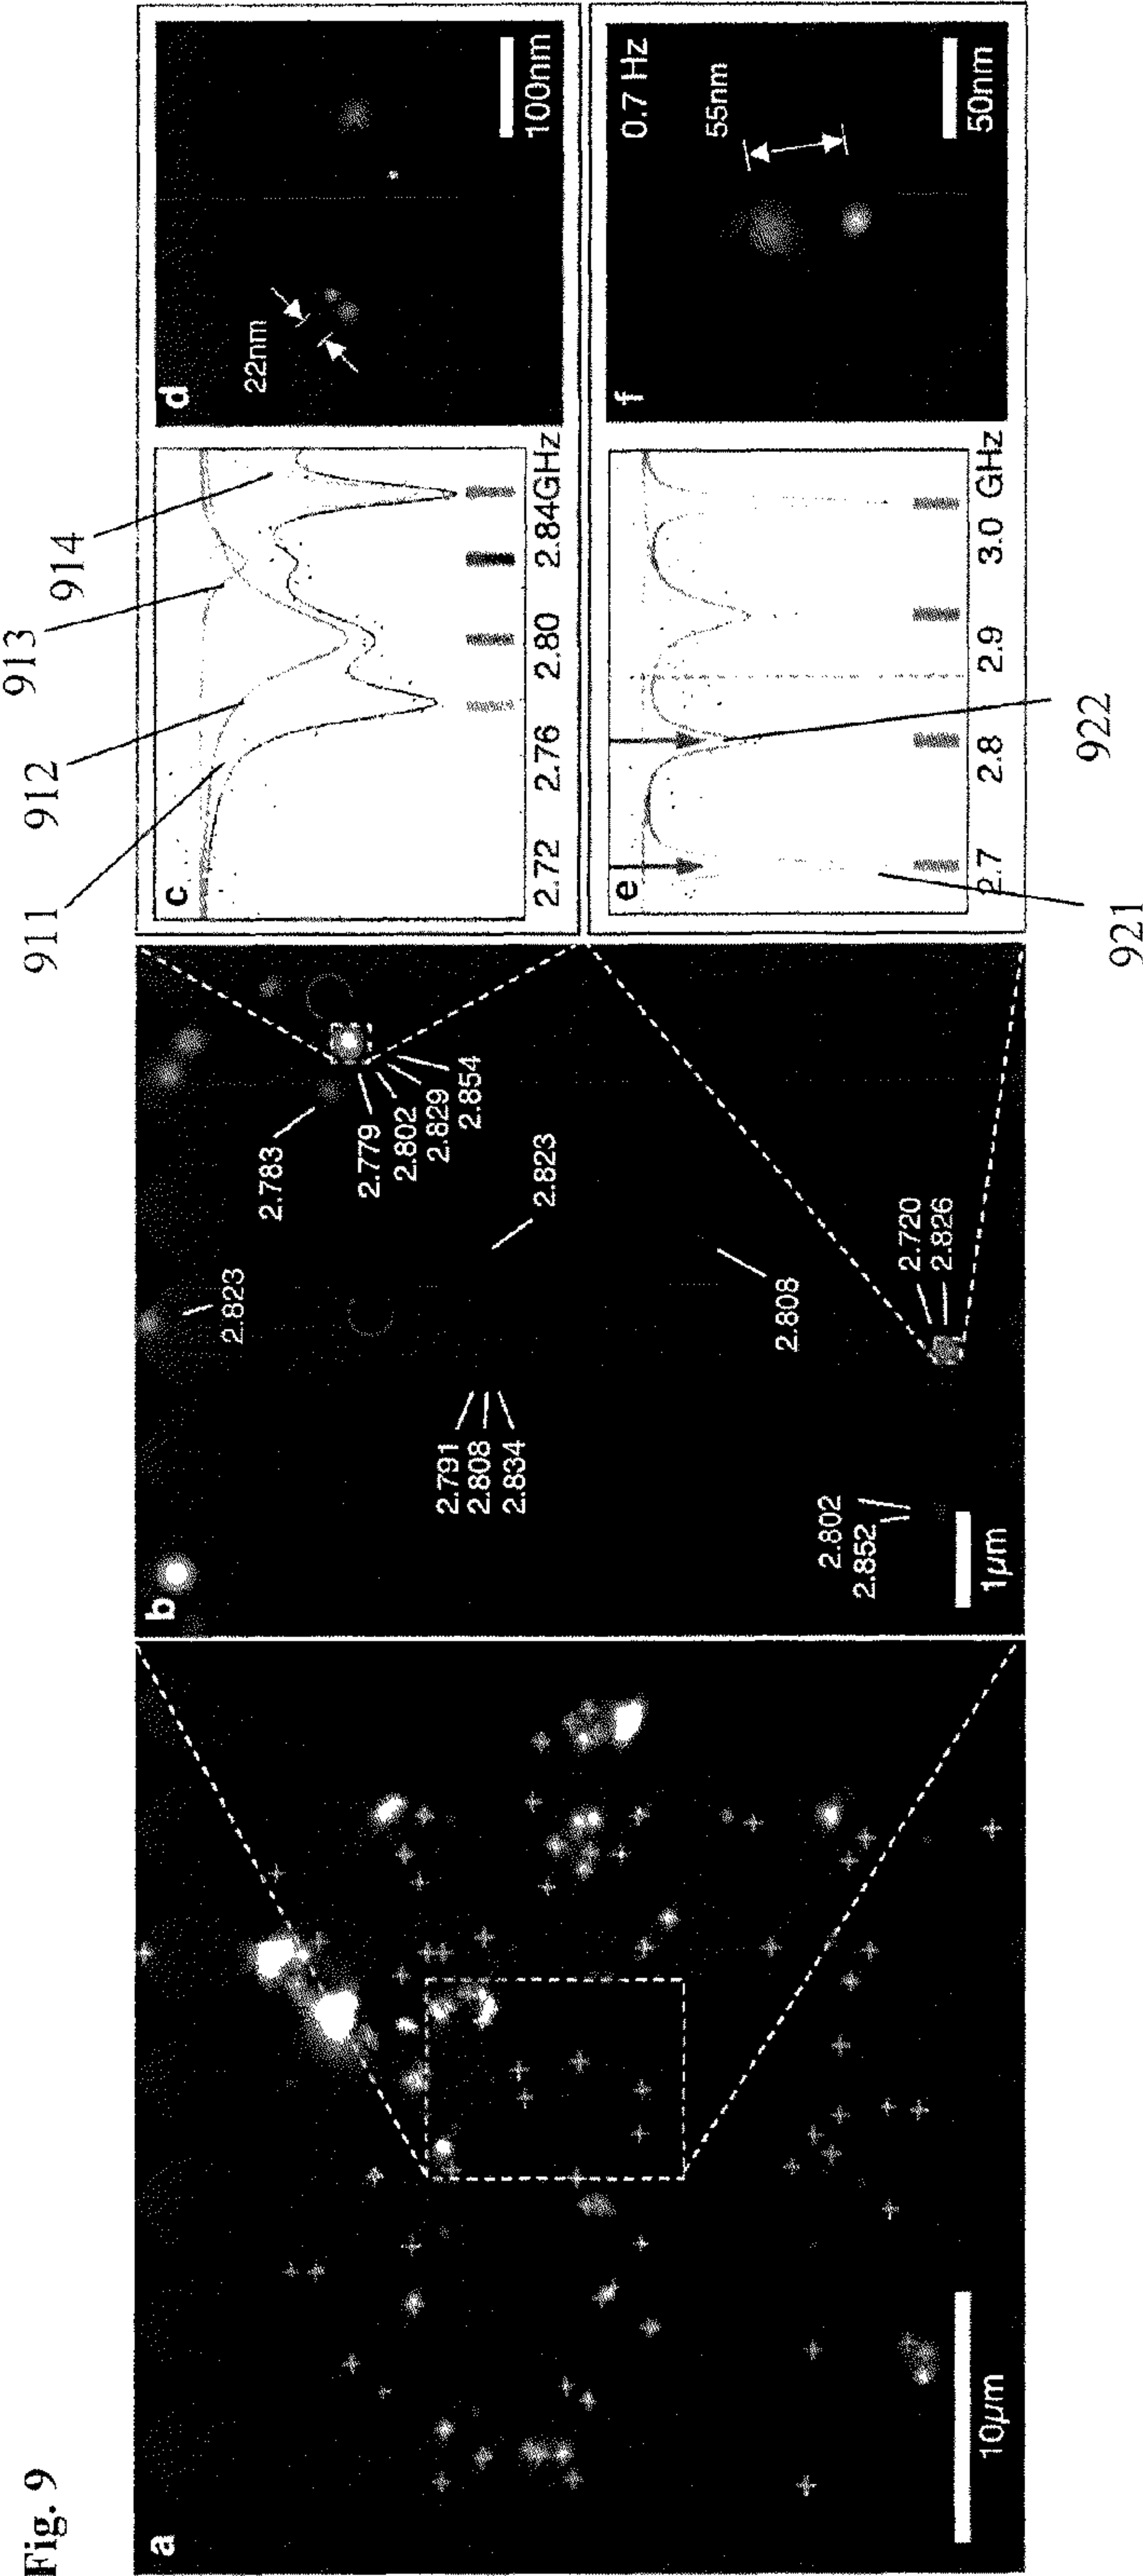 Fig. 9
a
10μm
b
2.823
2.783
2.779
2.802
2.829
2.854
2.823
2.791
2.808
2.834
2.808
2.720
2.826
2.802
2.852
1μm
911
912
913
914
c
2.72
2.76
2.80
2.84GHz
d
22nm
100nm
e
2.7
2.8
2.9
3.0 GHz
921
922
f
0.7 Hz
55nm
50nm